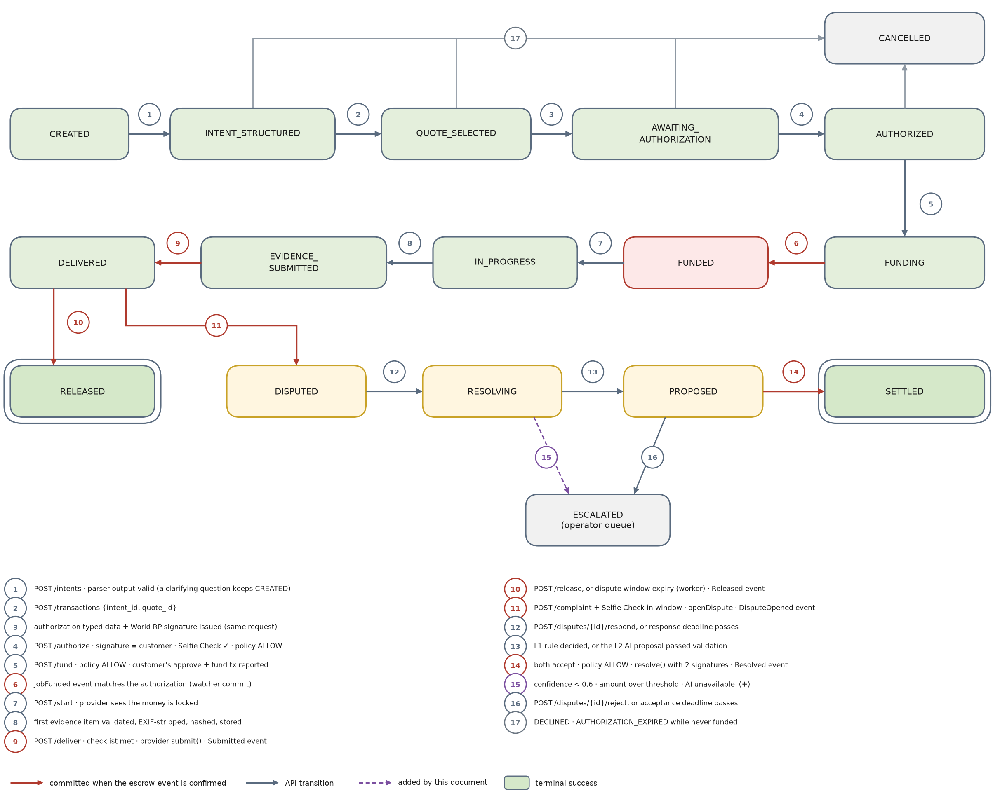 17
CANCELLED
1
2
3
4
CREATED
INTENT_STRUCTURED
QUOTE_SELECTED
AWAITING_
AUTHORIZATION
AUTHORIZED
5
9
8
7
6
DELIVERED
EVIDENCE_
SUBMITTED
IN_PROGRESS
FUNDED
FUNDING
10
11
12
13
14
RELEASED
DISPUTED
RESOLVING
PROPOSED
SETTLED
15
16
ESCALATED
(operator queue)
1 POST /intents · parser output valid (a clarifying question keeps CREATED)
2 POST /transactions {intent_id, quote_id}
3 authorization typed data + World RP signature issued (same request)
4 POST /authorize · signature = customer · Selfie Check ✓ · policy ALLOW
5 POST /fund · policy ALLOW · customer's approve + fund tx reported
6 JobFunded event matches the authorization (watcher commit)
7 POST /start · provider sees the money is locked
8 first evidence item validated, EXIF-stripped, hashed, stored
9 POST /deliver · checklist met · provider submit() · Submitted event
10 POST /release, or dispute window expiry (worker) · Released event
11 POST /complaint + Selfie Check in window · openDispute · DisputeOpened event
12 POST /disputes/{id}/respond, or response deadline passes
13 L1 rule decided, or the L2 AI proposal passed validation
14 both accept · policy ALLOW · resolve() with 2 signatures · Resolved event
15 confidence < 0.6 · amount over threshold · AI unavailable (+)
16 POST /disputes/{id}/reject, or acceptance deadline passes
17 DECLINED · AUTHORIZATION_EXPIRED while never funded
committed when the escrow event is confirmed
API transition
added by this document
terminal success